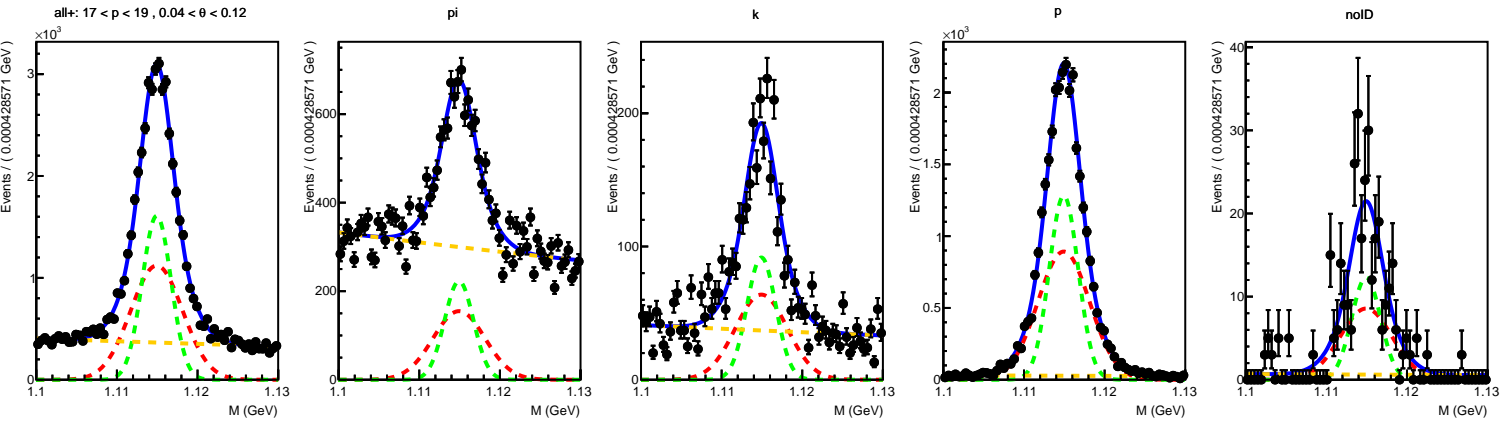 all+: 17 < p < 19 , 0.04 < θ < 0.12
×10³
Events / ( 0.000428571 GeV )
3
2
1
0
1.1 1.11 1.12 1.13
M (GeV)
pi
Events / ( 0.000428571 GeV )
600
400
200
0
1.1 1.11 1.12 1.13
M (GeV)
k
Events / ( 0.000428571 GeV )
200
100
0
1.1 1.11 1.12 1.13
M (GeV)
p
×10³
Events / ( 0.000428571 GeV )
2
1.5
1
0.5
0
1.1 1.11 1.12 1.13
M (GeV)
noID
Events / ( 0.000428571 GeV )
40
30
20
10
0
1.1 1.11 1.12 1.13
M (GeV)